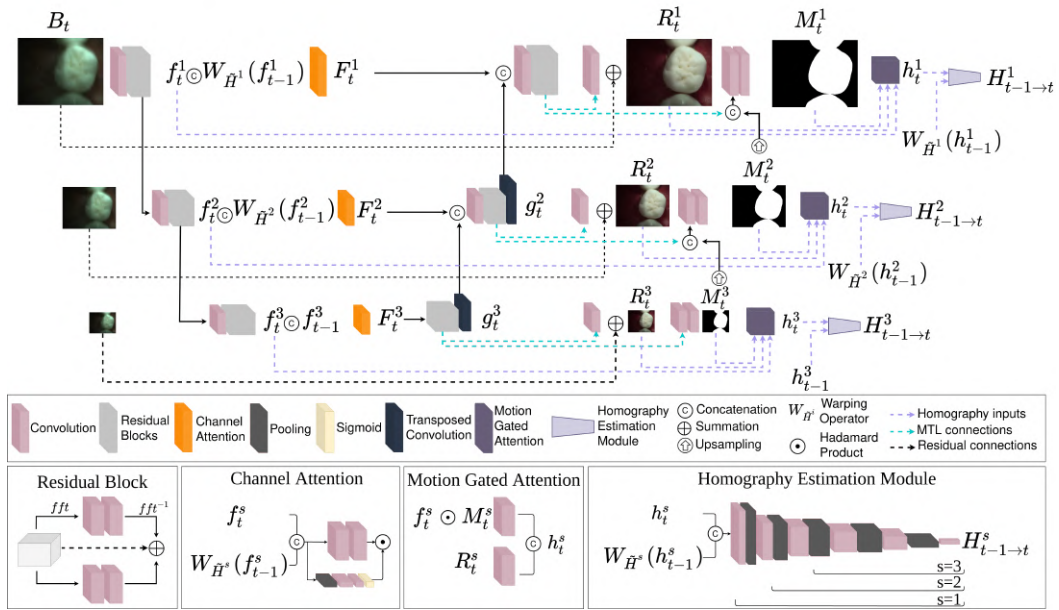 B_t
R_t^1
M_t^1
f_t^1 © W_{H̃^1}(f_{t-1}^1) F_t^1
C
h_t^1
H_{t-1→t}^1
C
W_{H̃^1}(h_{t-1}^1)
R_t^2
M_t^2
f_t^2 © W_{H̃^2}(f_{t-1}^2) F_t^2
C
g_t^2
h_t^2
H_{t-1→t}^2
C
W_{H̃^2}(h_{t-1}^2)
R_t^3
M_t^3
f_t^3 © f_{t-1}^3
F_t^3
g_t^3
h_t^3
H_{t-1→t}^3
h_{t-1}^3
Convolution
Residual
Blocks
Channel
Attention
Pooling
Sigmoid
Transposed
Convolution
Motion
Gated
Attention
Homography
Estimation
Module
C Concatenation
Summation
Upsampling
W_{H̃^i} Warping
Operator
Hadamard
Product
Homography inputs
MTL connections
Residual connections
Residual Block
fft
fft^{-1}
Channel Attention
f_t^s
C
W_{H̃^s}(f_{t-1}^s)
Motion Gated Attention
f_t^s ⊙ M_t^s
C h_t^s
R_t^s
Homography Estimation Module
h_t^s
C
W_{H̃^s}(h_{t-1}^s)
H_{t-1→t}^s
s=3
s=2
s=1